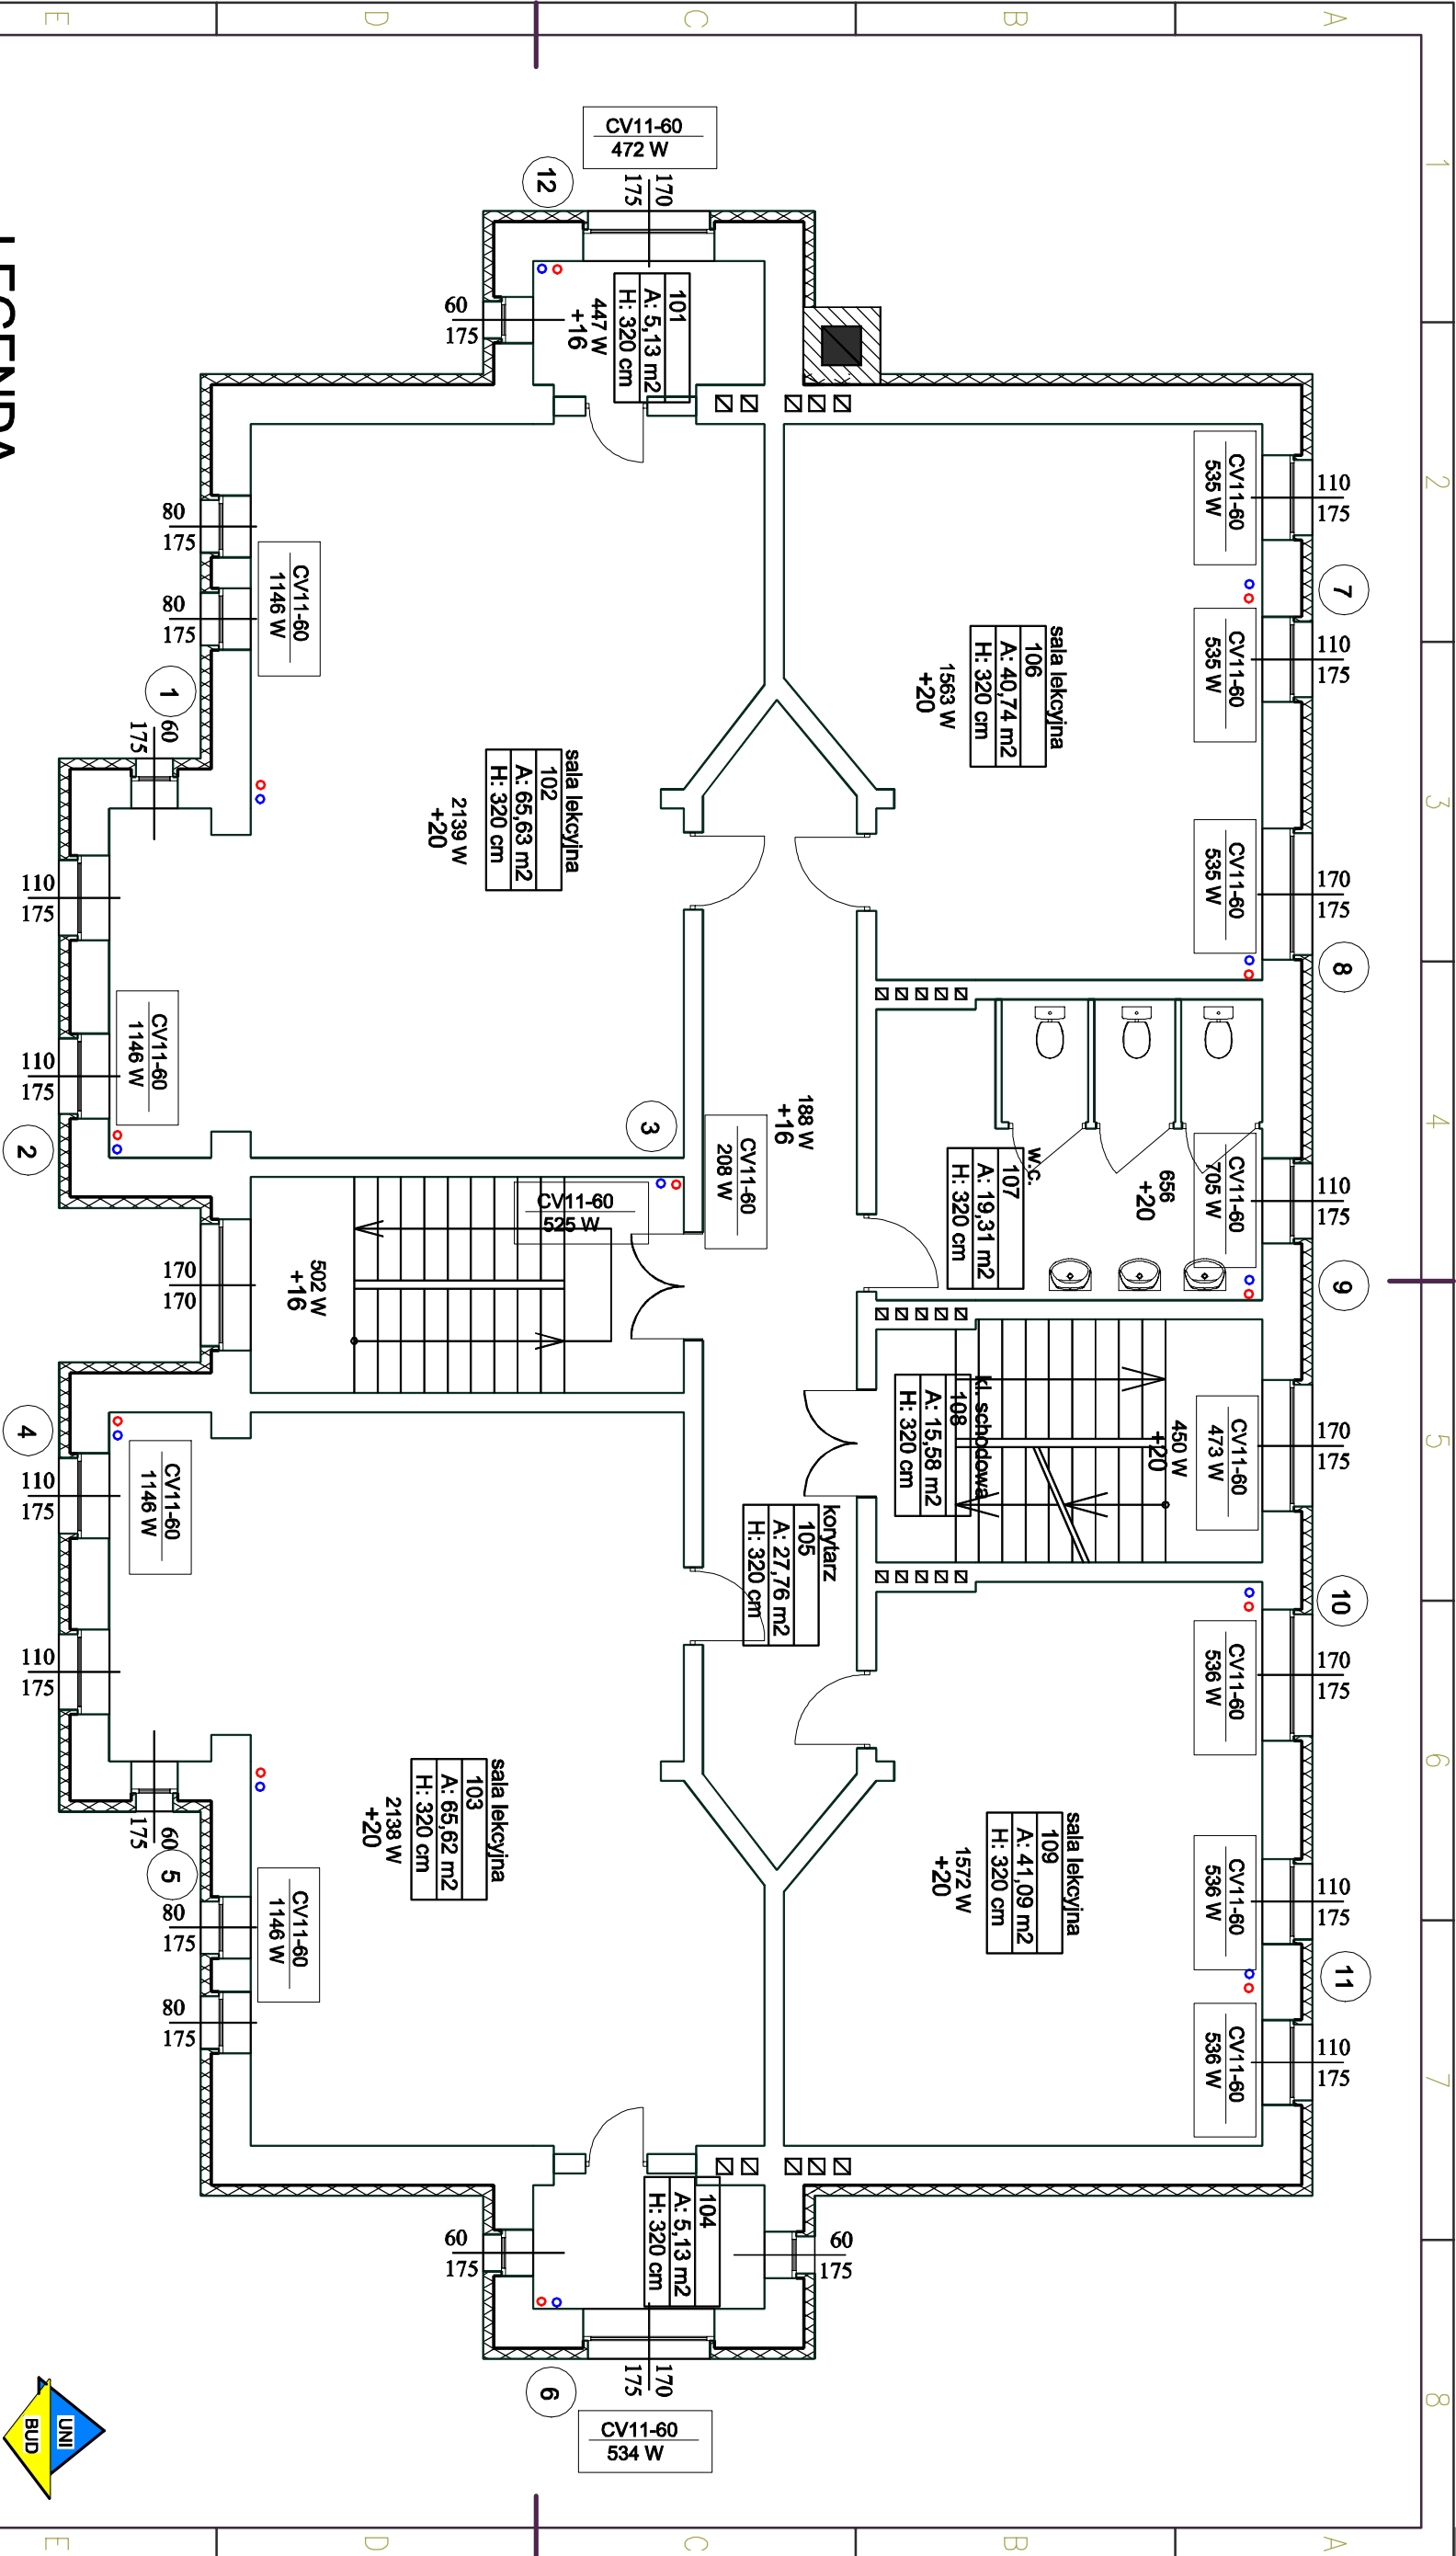 A
B
C
D
E
1
2
3
4
5
6
7
8
A
B
C
D
E
110
175
110
175
170
175
110
175
170
175
170
175
110
175
110
175
7
8
9
10
11
CV11-60
535 W
CV11-60
535 W
CV11-60
535 W
CV11-60
705 W
CV11-60
473 W
CV11-60
536 W
CV11-60
536 W
CV11-60
536 W
sala lekcyjna
106
A: 40,74 m2
H: 320 cm
1563 W
+20
w.c.
107
A: 19,31 m2
H: 320 cm
656
+20
kl. schodowa
108
A: 15,58 m2
H: 320 cm
450 W
+20
sala lekcyjna
109
A: 41,09 m2
H: 320 cm
1572 W
+20
188 W
+16
CV11-60
208 W
korytarz
105
A: 27,76 m2
H: 320 cm
CV11-60
472 W
170
175
12
101
A: 5,13 m2
H: 320 cm
447 W
+16
60
175
104
A: 5,13 m2
H: 320 cm
60
175
60
175
170
175
6
CV11-60
534 W
sala lekcyjna
102
A: 65,63 m2
H: 320 cm
2139 W
+20
3
CV11-60
525 W
502 W
+16
sala lekcyjna
103
A: 65,62 m2
H: 320 cm
2138 W
+20
CV11-60
1146 W
CV11-60
1146 W
CV11-60
1146 W
CV11-60
1146 W
80
175
80
175
1
60
175
110
175
110
175
2
170
170
4
110
175
110
175
60
175
5
80
175
80
175
LEGENDA
UNI
BUD